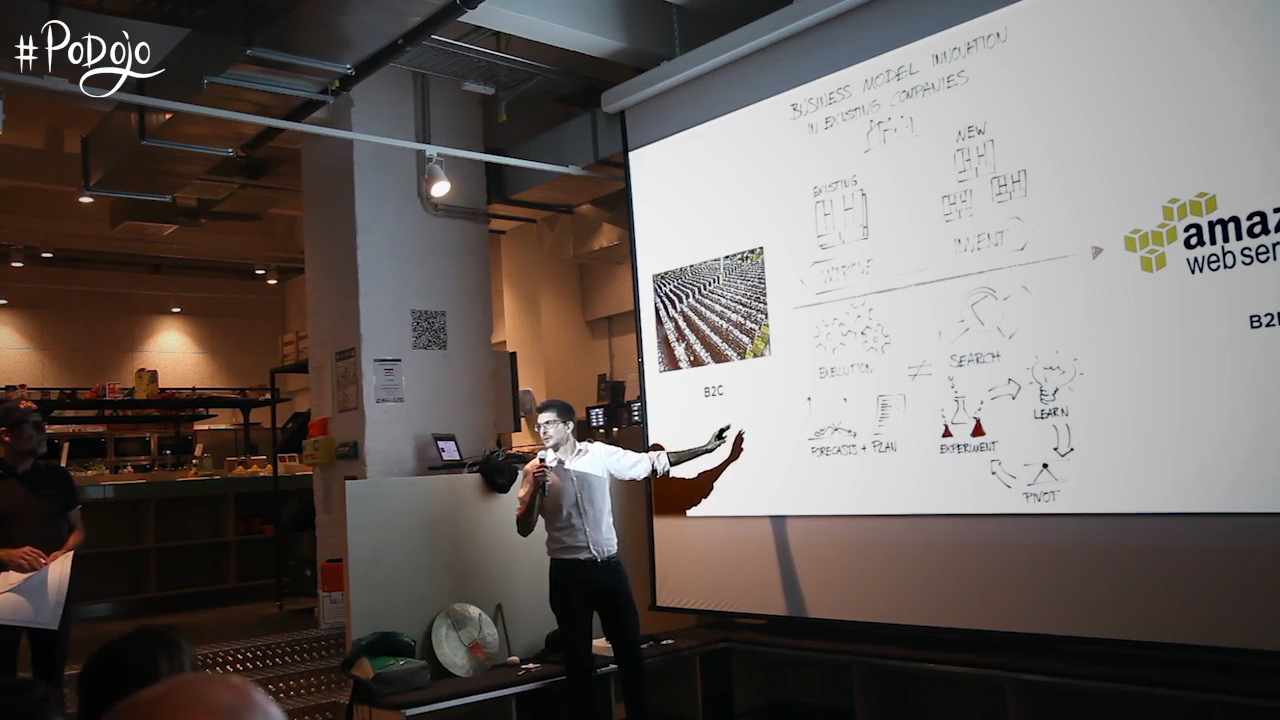 #PoDojo
BUSINESS MODEL INNOVATION
IN EXISTING COMPANIES
NEW
EXISTING
INVENT
IMPROVE
amaz
web ser
B2C
EXECUTION
≠
SEARCH
LEARN
FORECASTS + PLAN
EXPERIMENT
PIVOT